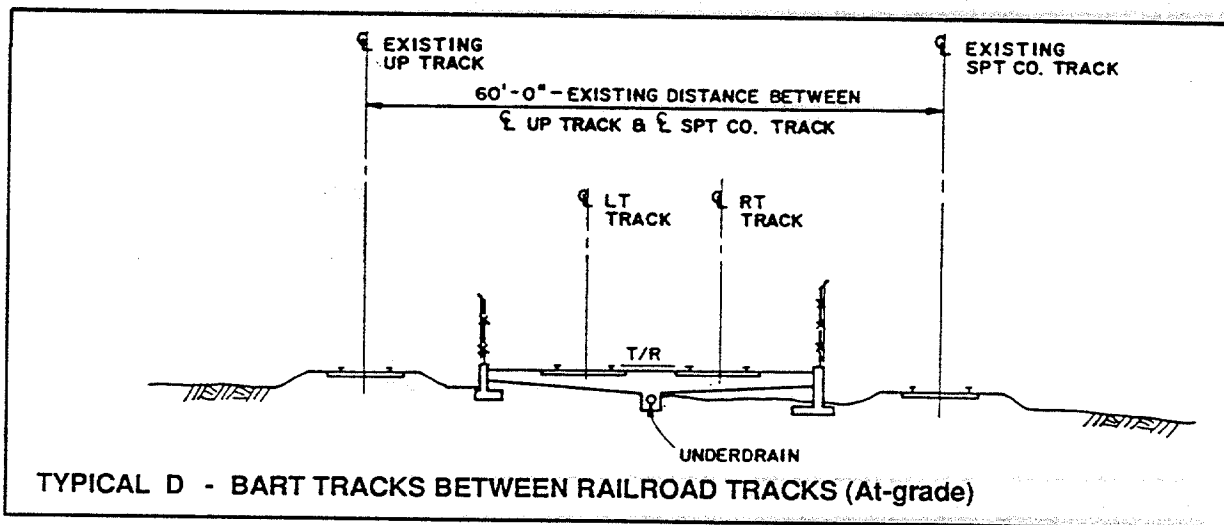 ℄ EXISTING
UP TRACK
℄ EXISTING
SPT CO. TRACK
60'-0"-EXISTING DISTANCE BETWEEN
℄ UP TRACK & ℄ SPT CO. TRACK
℄ LT
TRACK
℄ RT
TRACK
T/R
UNDERDRAIN
TYPICAL D - BART TRACKS BETWEEN RAILROAD TRACKS (At-grade)